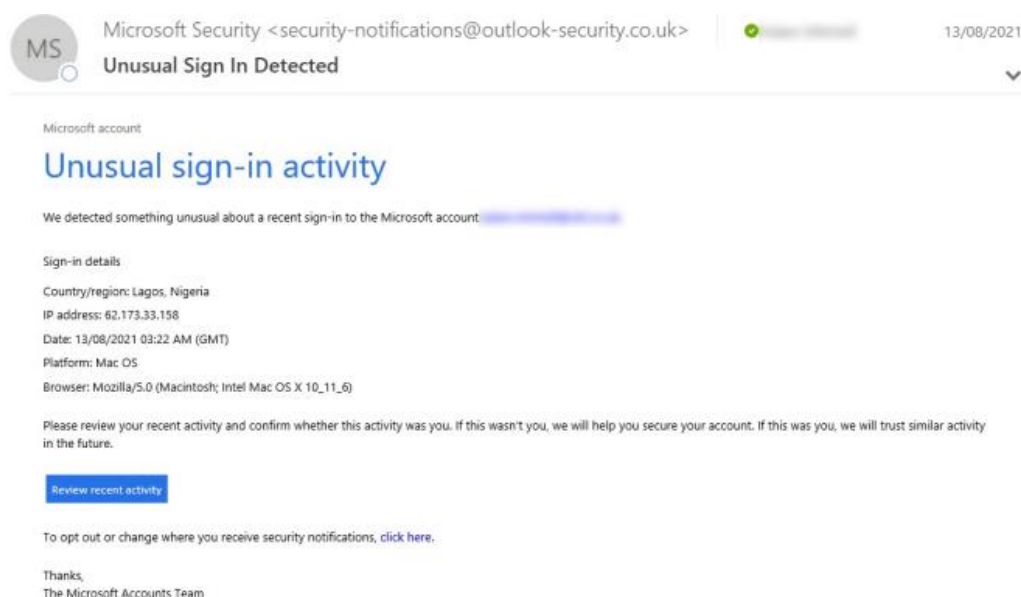 MS
Microsoft Security <security-notifications@outlook-security.co.uk>
13/08/2021
Unusual Sign In Detected
Microsoft account
Unusual sign-in activity
We detected something unusual about a recent sign-in to the Microsoft account
Sign-in details
Country/region: Lagos, Nigeria
IP address: 62.173.33.158
Date: 13/08/2021 03:22 AM (GMT)
Platform: Mac OS
Browser: Mozilla/5.0 (Macintosh; Intel Mac OS X 10_11_6)
Please review your recent activity and confirm whether this activity was you. If this wasn't you, we will help you secure your account. If this was you, we will trust similar activity
in the future.
Review recent activity
To opt out or change where you receive security notifications, click here.
Thanks,
The Microsoft Accounts Team